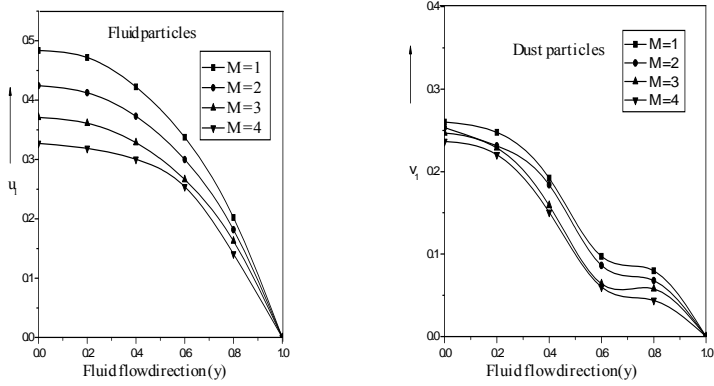 Fluid particles
M=1
M=2
M=3
M=4
u1
0.5
0.4
0.3
0.2
0.1
0.0
0.0 0.2 0.4 0.6 0.8 1.0
Fluid flow direction (y)
Dust particles
M=1
M=2
M=3
M=4
v1
0.4
0.3
0.2
0.1
0.0
0.0 0.2 0.4 0.6 0.8 1.0
Fluid flow direction (y)